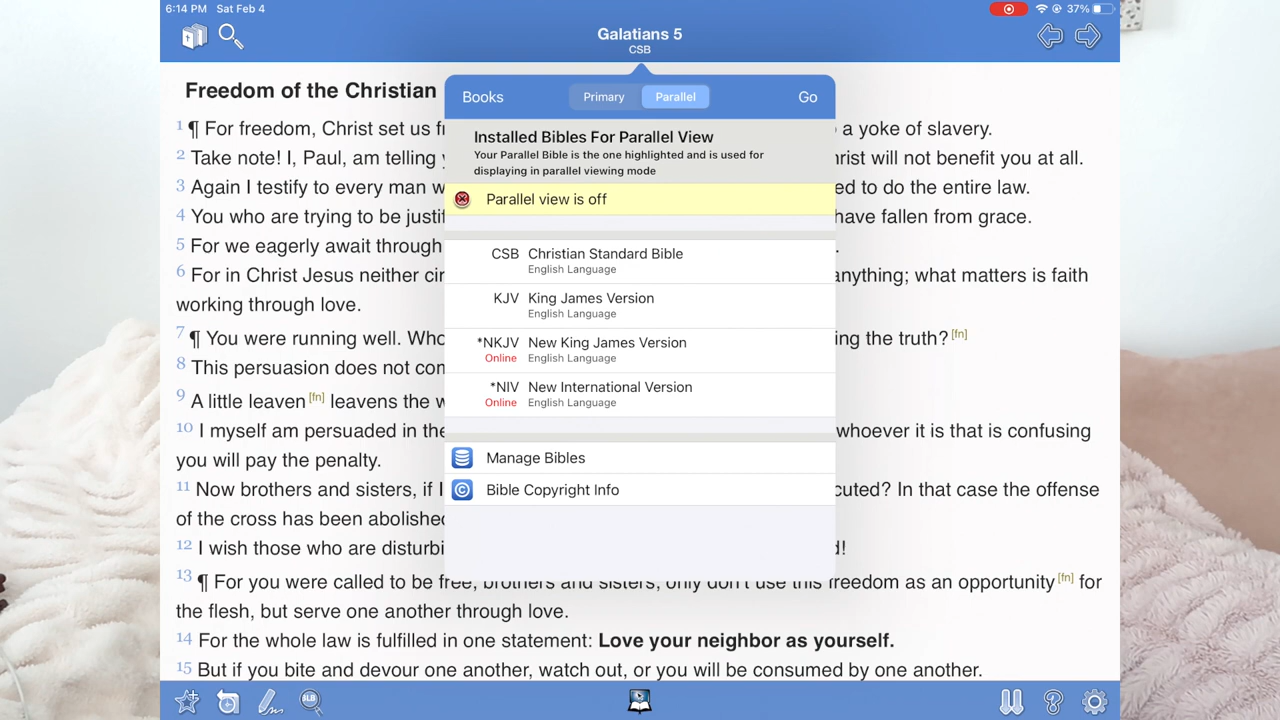 6:14 PM Sat Feb 4
37%
Galatians 5
CSB
Freedom of the Christian
Books Primary Parallel Go
Installed Bibles For Parallel View
Your Parallel Bible is the one highlighted and is used for
displaying in parallel viewing mode
Parallel view is off
CSB Christian Standard Bible
English Language
KJV King James Version
English Language
*NKJV New King James Version
Online English Language
*NIV New International Version
Online English Language
Manage Bibles
Bible Copyright Info
1 ¶ For freedom, Christ set us a yoke of slavery.
2 Take note! I, Paul, am telling will not benefit you at all.
3 Again I testify to every man to do the entire law.
4 You who are trying to be have fallen from grace.
5 For we eagerly await through
6 For in Christ Jesus neither what matters is faith
working through love.
7 ¶ You were running well. the truth? [fn]
8 This persuasion does not
9 A little leaven [fn] leavens the
10 I myself am persuaded in whoever it is that is confusing
you will pay the penalty.
11 Now brothers and sisters, if In that case the offense
of the cross has been
12 I wish those who are
13 ¶ For you were called to be free, brothers and sisters, only don't use this freedom as an opportunity [fn] for
the flesh, but serve one another through love.
14 For the whole law is fulfilled in one statement: Love your neighbor as yourself.
15 But if you bite and devour one another, watch out, or you will be consumed by one another.
BLB